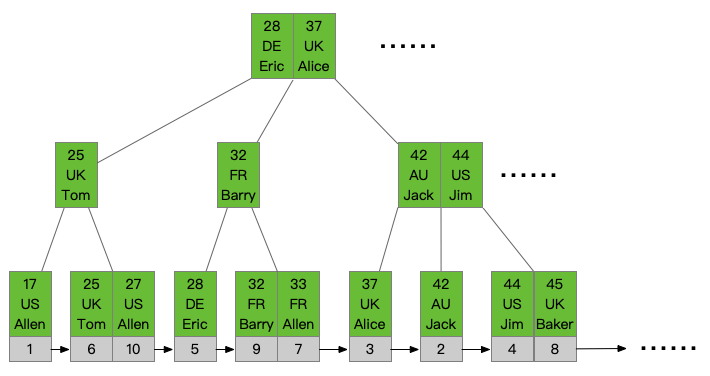 28 37
DE UK
Eric Alice
......
25 32 42 44
UK FR AU US
Tom Barry Jack Jim
......
17 25 27 28 32 33 37 42 44 45
US UK US DE FR FR UK AU US UK
Allen Tom Allen Eric Barry Allen Alice Jack Jim Baker
1 6 10 5 9 7 3 2 4 8
......